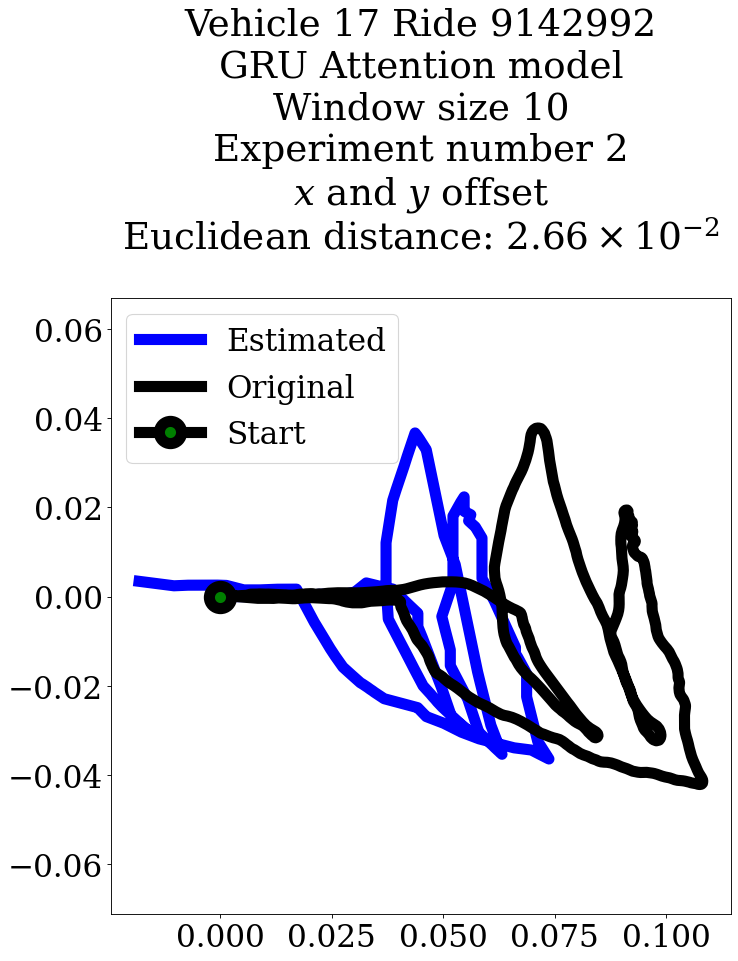 Vehicle 17 Ride 9142992
GRU Attention model
Window size 10
Experiment number 2
x and y offset
Euclidean distance: 2.66 × 10⁻²
Estimated
Original
Start
0.06
0.04
0.02
0.00
−0.02
−0.04
−0.06
0.000 0.025 0.050 0.075 0.100